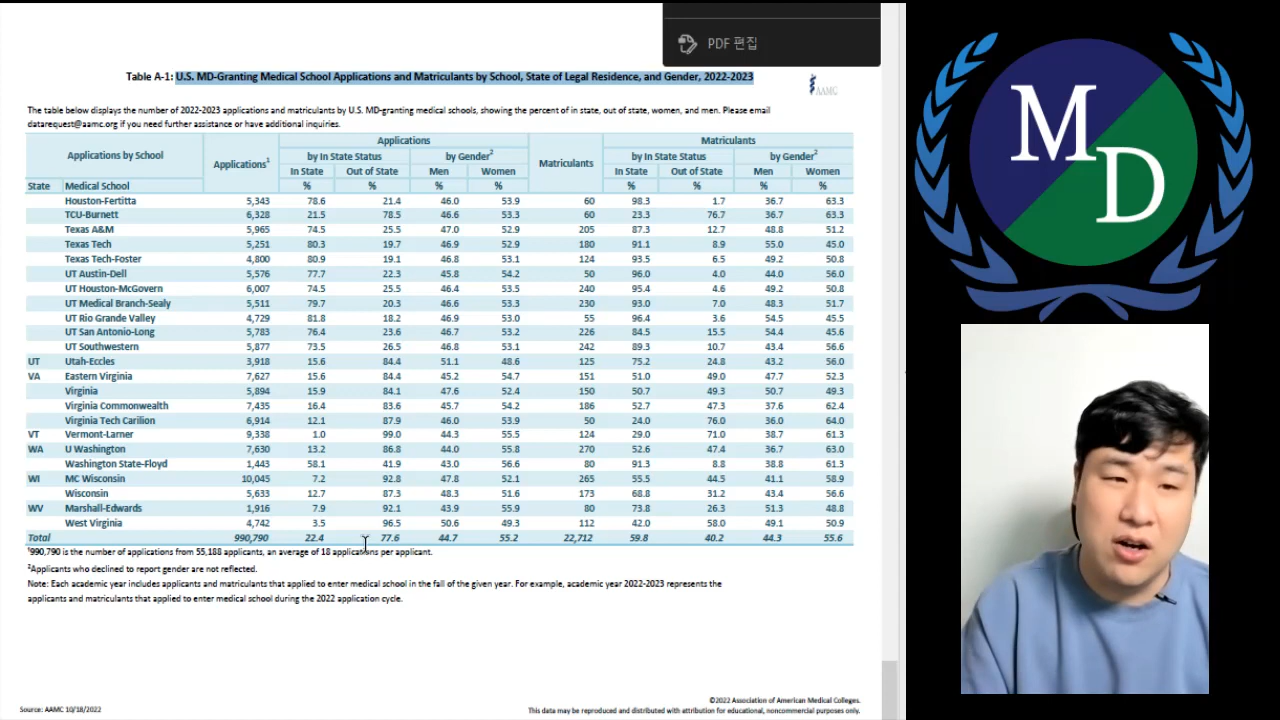 PDF 편집
Table A-1: U.S. MD-Granting Medical School Applications and Matriculants by School, State of Legal Residence, and Gender, 2022-2023
AAMC
The table below displays the number of 2022-2023 applications and matriculants by U.S. MD-granting medical schools, showing the percent of in state, out of state, women, and men. Please email
datarequest@aamc.org if you need further assistance or have additional inquiries.
Applications by School Applications1 Applications Matriculants Matriculants
by In State Status by Gender2 by In State Status by Gender2
In State Out of State Men Women In State Out of State Men Women
State Medical School % % % % % % % %
Houston-Fertitta 5,343 78.6 21.4 46.0 53.9 60 98.3 1.7 36.7 63.3
TCU-Burnett 6,328 21.5 78.5 46.6 53.3 60 23.3 76.7 36.7 63.3
Texas A&M 5,965 74.5 25.5 47.0 52.9 205 87.3 12.7 48.8 51.2
Texas Tech 5,251 80.3 19.7 46.9 52.9 180 91.1 8.9 55.0 45.0
Texas Tech-Foster 4,800 80.9 19.1 46.8 53.1 124 93.5 6.5 49.2 50.8
UT Austin-Dell 5,576 77.7 22.3 45.8 54.2 50 96.0 4.0 44.0 56.0
UT Houston-McGovern 6,007 74.5 25.5 46.4 53.5 240 95.4 4.6 49.2 50.8
UT Medical Branch-Sealy 5,511 79.7 20.3 46.6 53.3 230 93.0 7.0 48.3 51.7
UT Rio Grande Valley 4,729 81.8 18.2 46.9 53.0 55 96.4 3.6 54.5 45.5
UT San Antonio-Long 5,783 76.4 23.6 46.7 53.2 226 84.5 15.5 54.4 45.6
UT Southwestern 5,877 73.5 26.5 46.8 53.1 242 89.3 10.7 43.4 56.6
UT Utah-Eccles 3,918 15.6 84.4 51.1 48.6 125 75.2 24.8 43.2 56.0
VA Eastern Virginia 7,627 15.6 84.4 45.2 54.7 151 51.0 49.0 47.7 52.3
Virginia 5,894 15.9 84.1 47.6 52.4 150 50.7 49.3 50.7 49.3
Virginia Commonwealth 7,435 16.4 83.6 45.7 54.2 186 52.7 47.3 37.6 62.4
Virginia Tech Carilion 6,914 12.1 87.9 46.0 53.9 50 24.0 76.0 36.0 64.0
VT Vermont-Larner 9,338 1.0 99.0 44.3 55.5 124 29.0 71.0 38.7 61.3
WA U Washington 7,630 13.2 86.8 44.0 55.8 270 52.6 47.4 36.7 63.0
Washington State-Floyd 1,443 58.1 41.9 43.0 56.6 80 91.3 8.8 38.8 61.3
WI MC Wisconsin 10,045 7.2 92.8 47.8 52.1 265 55.5 44.5 41.1 58.9
Wisconsin 5,633 12.7 87.3 48.3 51.6 173 68.8 31.2 43.4 56.6
WV Marshall-Edwards 1,916 7.9 92.1 43.9 55.9 80 73.8 26.3 51.3 48.8
West Virginia 4,742 3.5 96.5 50.6 49.3 112 42.0 58.0 49.1 50.9
Total 990,790 22.4 77.6 44.7 55.2 22,712 59.8 40.2 44.3 55.6
1990,790 is the number of applications from 55,188 applicants, an average of 18 applications per applicant.
2Applicants who declined to report gender are not reflected.
Note: Each academic year includes applicants and matriculants that applied to enter medical school in the fall of the given year. For example, academic year 2022-2023 represents the
applicants and matriculants that applied to enter medical school during the 2022 application cycle.
Source: AAMC 10/18/2022
©2022 Association of American Medical Colleges.
This data may be reproduced and distributed with attribution for educational, noncommercial purposes only.
MD